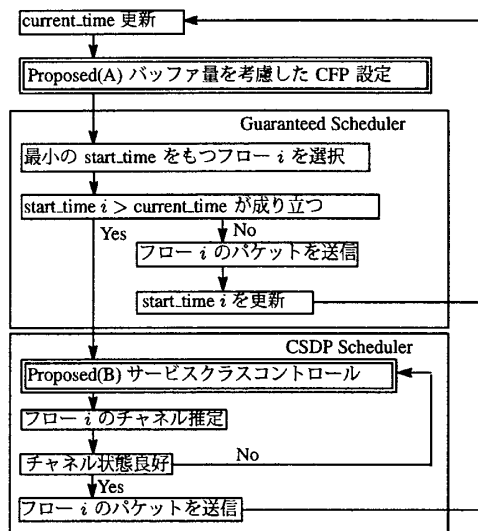 current_time 更新
Proposed(A) バッファ量を考慮した CFP 設定
Guaranteed Scheduler
最小の start_time をもつフロー i を選択
start_time i > current_time が成り立つ
Yes
No
フロー i のパケットを送信
start_time i を更新
CSDP Scheduler
Proposed(B) サービスクラスコントロール
フロー i のチャネル推定
チャネル状態良好
No
Yes
フロー i のパケットを送信